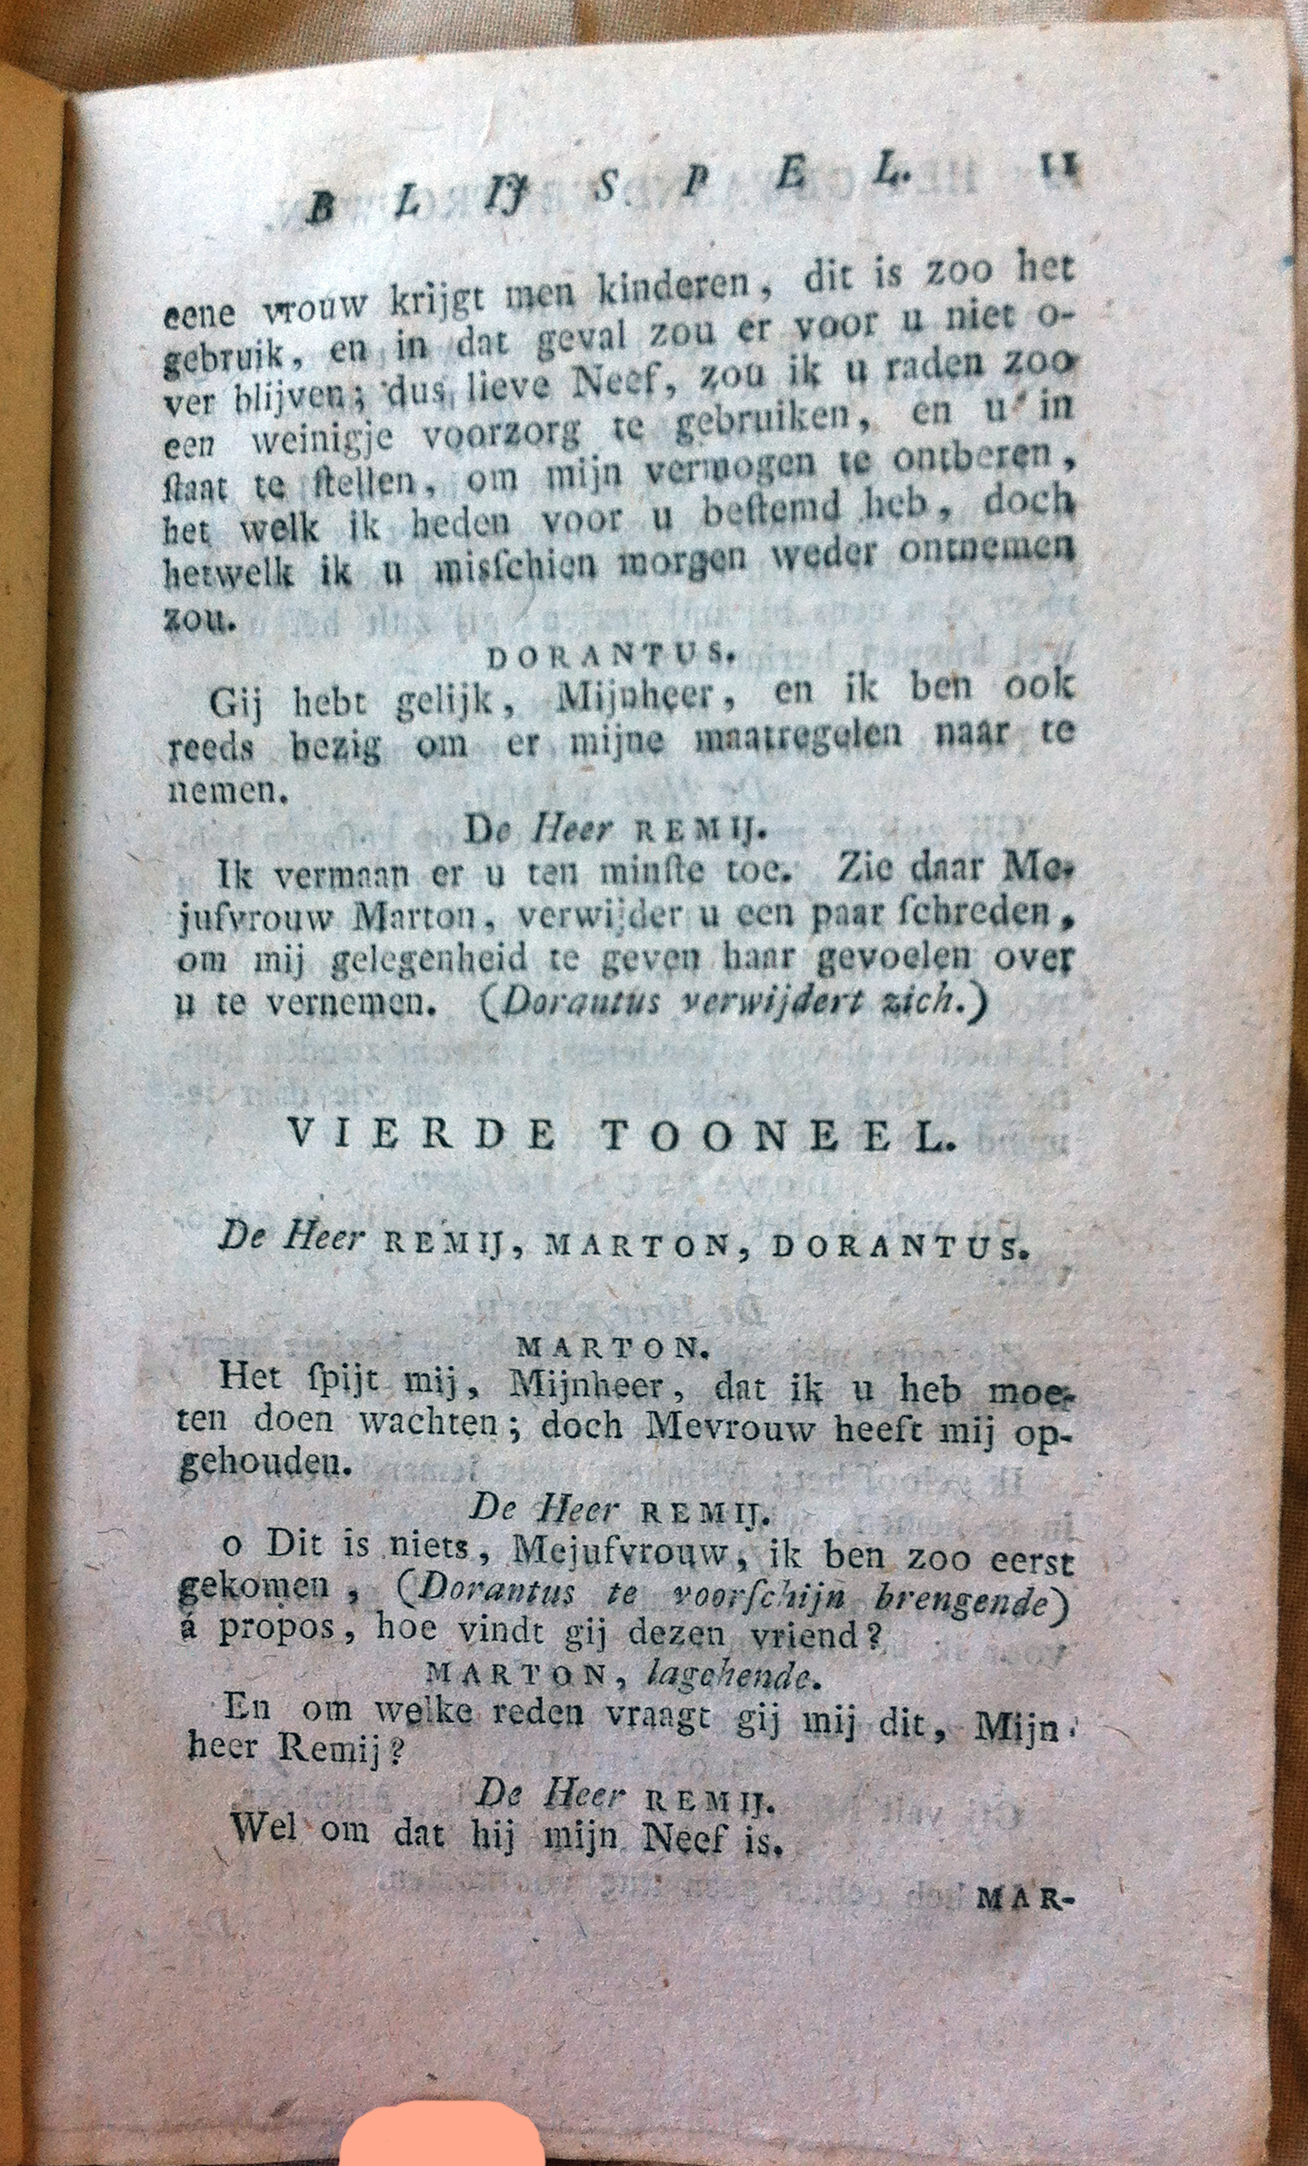 BLIJSPEL. 11
eene vrouw krijgt men kinderen, dit is zoo het
gebruik, en in dat geval zou er voor u niet o-
ver blijven; dus lieve Neef, zou ik u raden zoo
een weinigje voorzorg te gebruiken, en u in
ſtaat te ſtellen, om mijn vermogen te ontberen,
het welk ik heden voor u beſtemd heb, doch
hetwelk ik u misſchien morgen weder ontnemen
zou.
DORANTUS.
Gij hebt gelijk, Mijnheer, en ik ben ook
reeds bezig om er mijne maatregelen naar te
nemen.
De Heer REMIJ.
Ik vermaan er u ten minſte toe. Zie daar Me-
jufvrouw Marton, verwijder u een paar ſchreden,
om mij gelegenheid te geven haar gevoelen over
u te vernemen. (Dorantus verwijdert zich.)
VIERDE TOONEEL.
De Heer REMIJ, MARTON, DORANTUS.
MARTON.
Het ſpijt mij, Mijnheer, dat ik u heb moe-
ten doen wachten; doch Mevrouw heeft mij op-
gehouden.
De Heer REMIJ.
o Dit is niets, Mejufvrouw, ik ben zoo eerst
gekomen, (Dorantus te voorſchijn brengende)
á propos, hoe vindt gij dezen vriend?
MARTON, lagchende.
En om welke reden vraagt gij mij dit, Mijn-
heer Remij?
De Heer REMIJ.
Wel om dat hij mijn Neef is.
MAR-